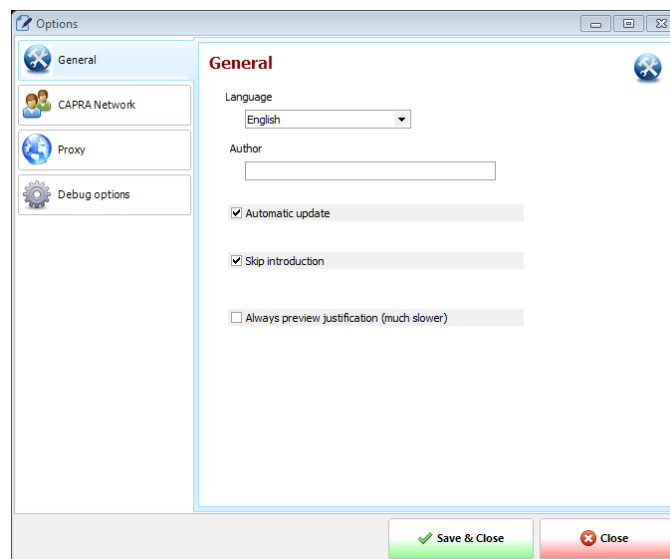 Options
General
CAPRA Network
Proxy
Debug options
General
Language
English
Author
Automatic update
Skip introduction
Always preview justification (much slower)
Save & Close
Close